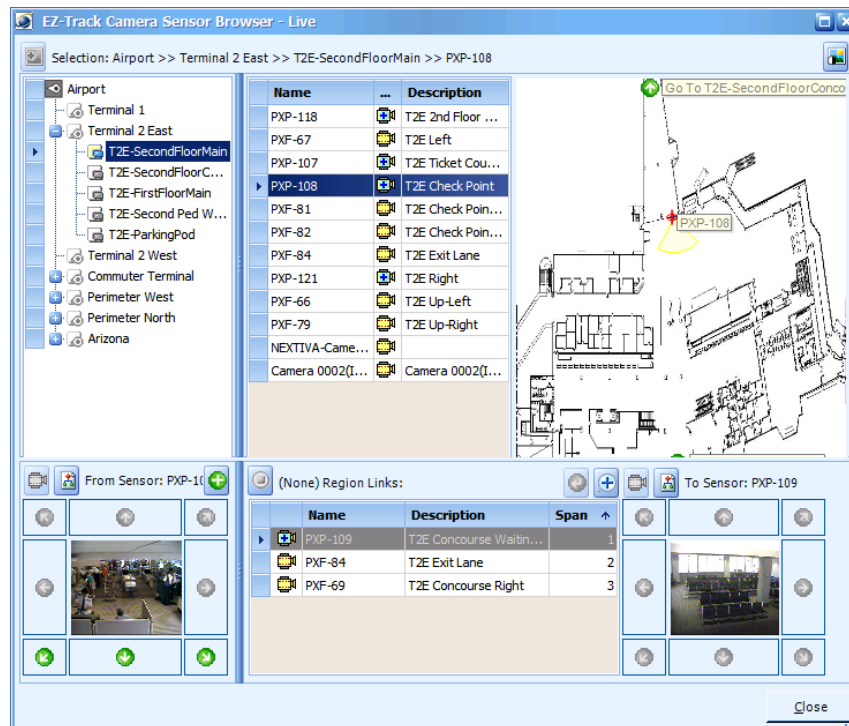 EZ-Track Camera Sensor Browser - Live
Selection: Airport >> Terminal 2 East >> T2E-SecondFloorMain >> PXP-108
Airport
Terminal 1
Terminal 2 East
T2E-SecondFloorMain
T2E-SecondFloorC...
T2E-FirstFloorMain
T2E-Second Ped W...
T2E-ParkingPod
Terminal 2 West
Commuter Terminal
Perimeter West
Perimeter North
Arizona
Name ... Description
PXP-118 T2E 2nd Floor ...
PXF-67 T2E Left
PXP-107 T2E Ticket Cou...
PXP-108 T2E Check Point
PXF-81 T2E Check Poin...
PXF-82 T2E Check Poin...
PXF-84 T2E Exit Lane
PXP-121 T2E Right
PXF-66 T2E Up-Left
PXF-79 T2E Up-Right
NEXTIVA-Came...
Camera 0002(I... Camera 0002(I...
Go To T2E-SecondFloorConco
PXP-108
From Sensor: PXP-10
(None) Region Links:
To Sensor: PXP-109
Name Description Span
PXP-109 T2E Concourse Waitin... 1
PXF-84 T2E Exit Lane 2
PXF-69 T2E Concourse Right 3
Close